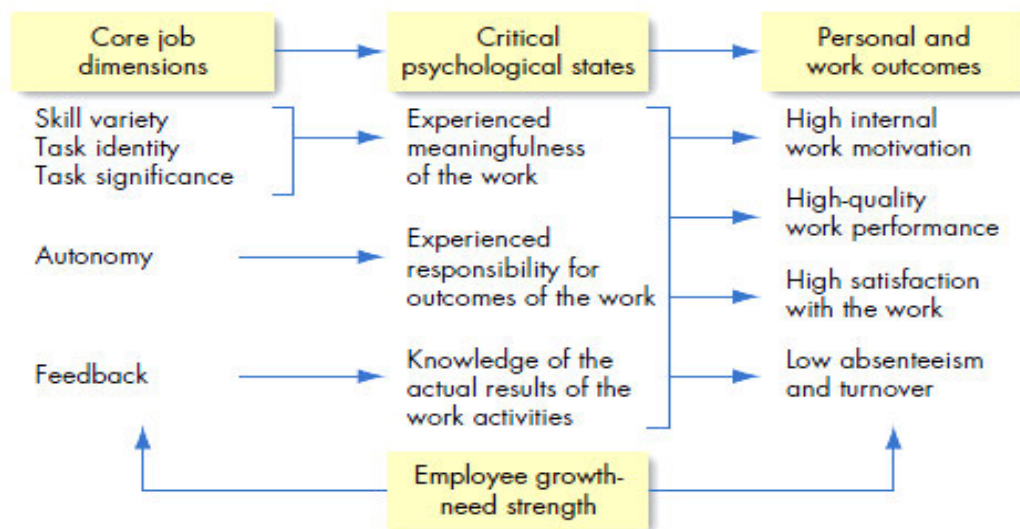 Core job
dimensions
Critical
psychological states
Personal and
work outcomes
Skill variety
Task identity
Task significance
Experienced
meaningfulness
of the work
High internal
work motivation
High-quality
work performance
Autonomy
Experienced
responsibility for
outcomes of the work
High satisfaction
with the work
Feedback
Knowledge of the
actual results of the
work activities
Low absenteeism
and turnover
Employee growth-
need strength